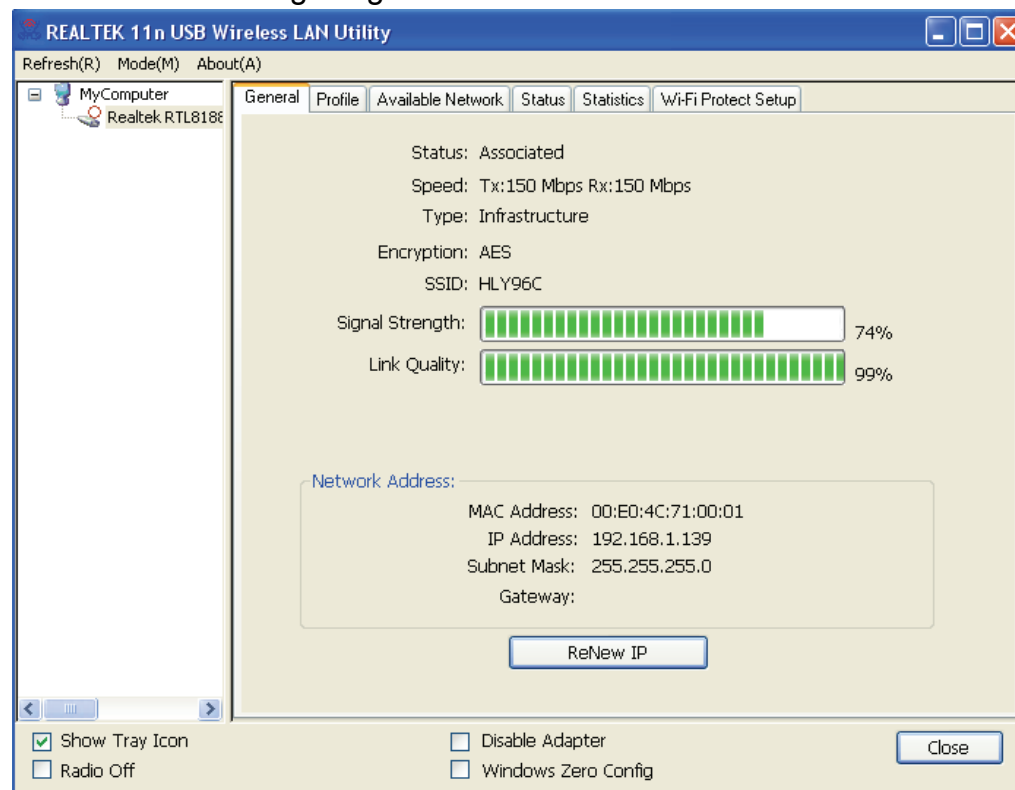 REALTEK 11n USB Wireless LAN Utility
Refresh(R) Mode(M) About(A)
MyComputer
Realtek RTL8188
General Profile Available Network Status Statistics Wi-Fi Protect Setup
Status: Associated
Speed: Tx:150 Mbps Rx:150 Mbps
Type: Infrastructure
Encryption: AES
SSID: HLY96C
Signal Strength: 74%
Link Quality: 99%
Network Address:
MAC Address: 00:E0:4C:71:00:01
IP Address: 192.168.1.139
Subnet Mask: 255.255.255.0
Gateway:
ReNew IP
Show Tray Icon Disable Adapter
Close
Radio Off Windows Zero Config